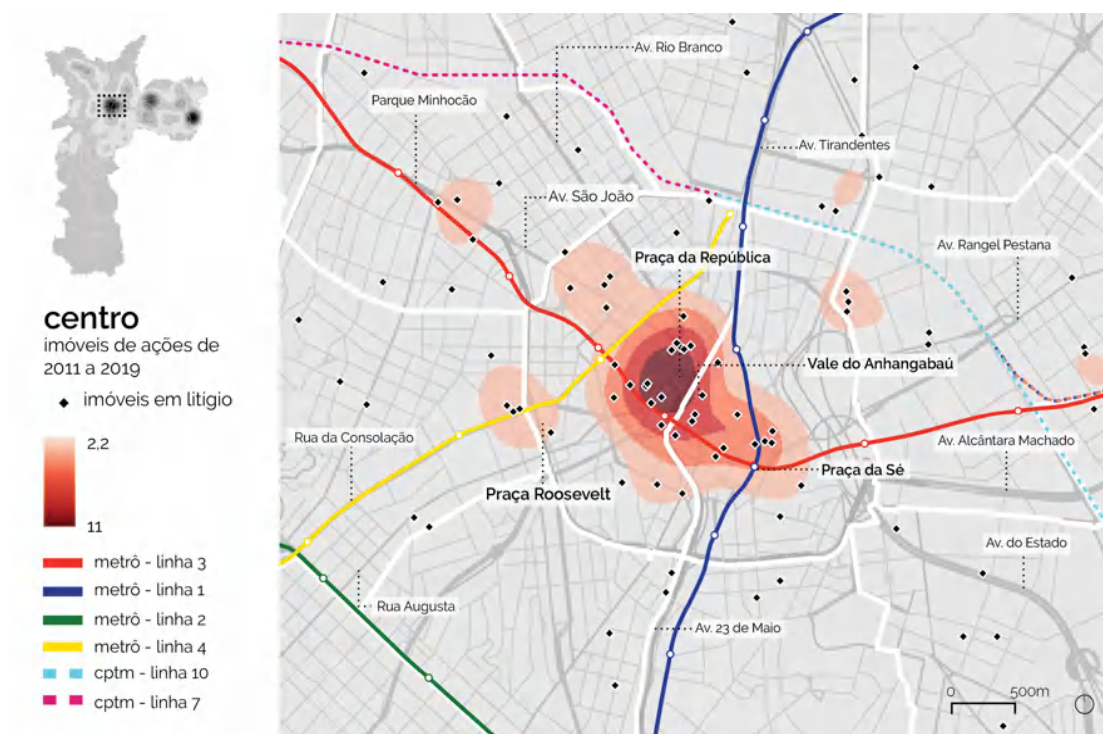 centro
imóveis de ações de
2011 a 2019
imóveis em litígio
2,2
11
metrô - linha 3
metrô - linha 1
metrô - linha 2
metrô - linha 4
cptm - linha 10
cptm - linha 7
Av. Rio Branco
Parque Minhocão
Av. Tirandentes
Av. São João
Av. Rangel Pestana
Praça da República
Vale do Anhangabaú
Rua da Consolação
Av. Alcântara Machado
Praça da Sé
Praça Roosevelt
Av. do Estado
Rua Augusta
Av. 23 de Maio
0 500m